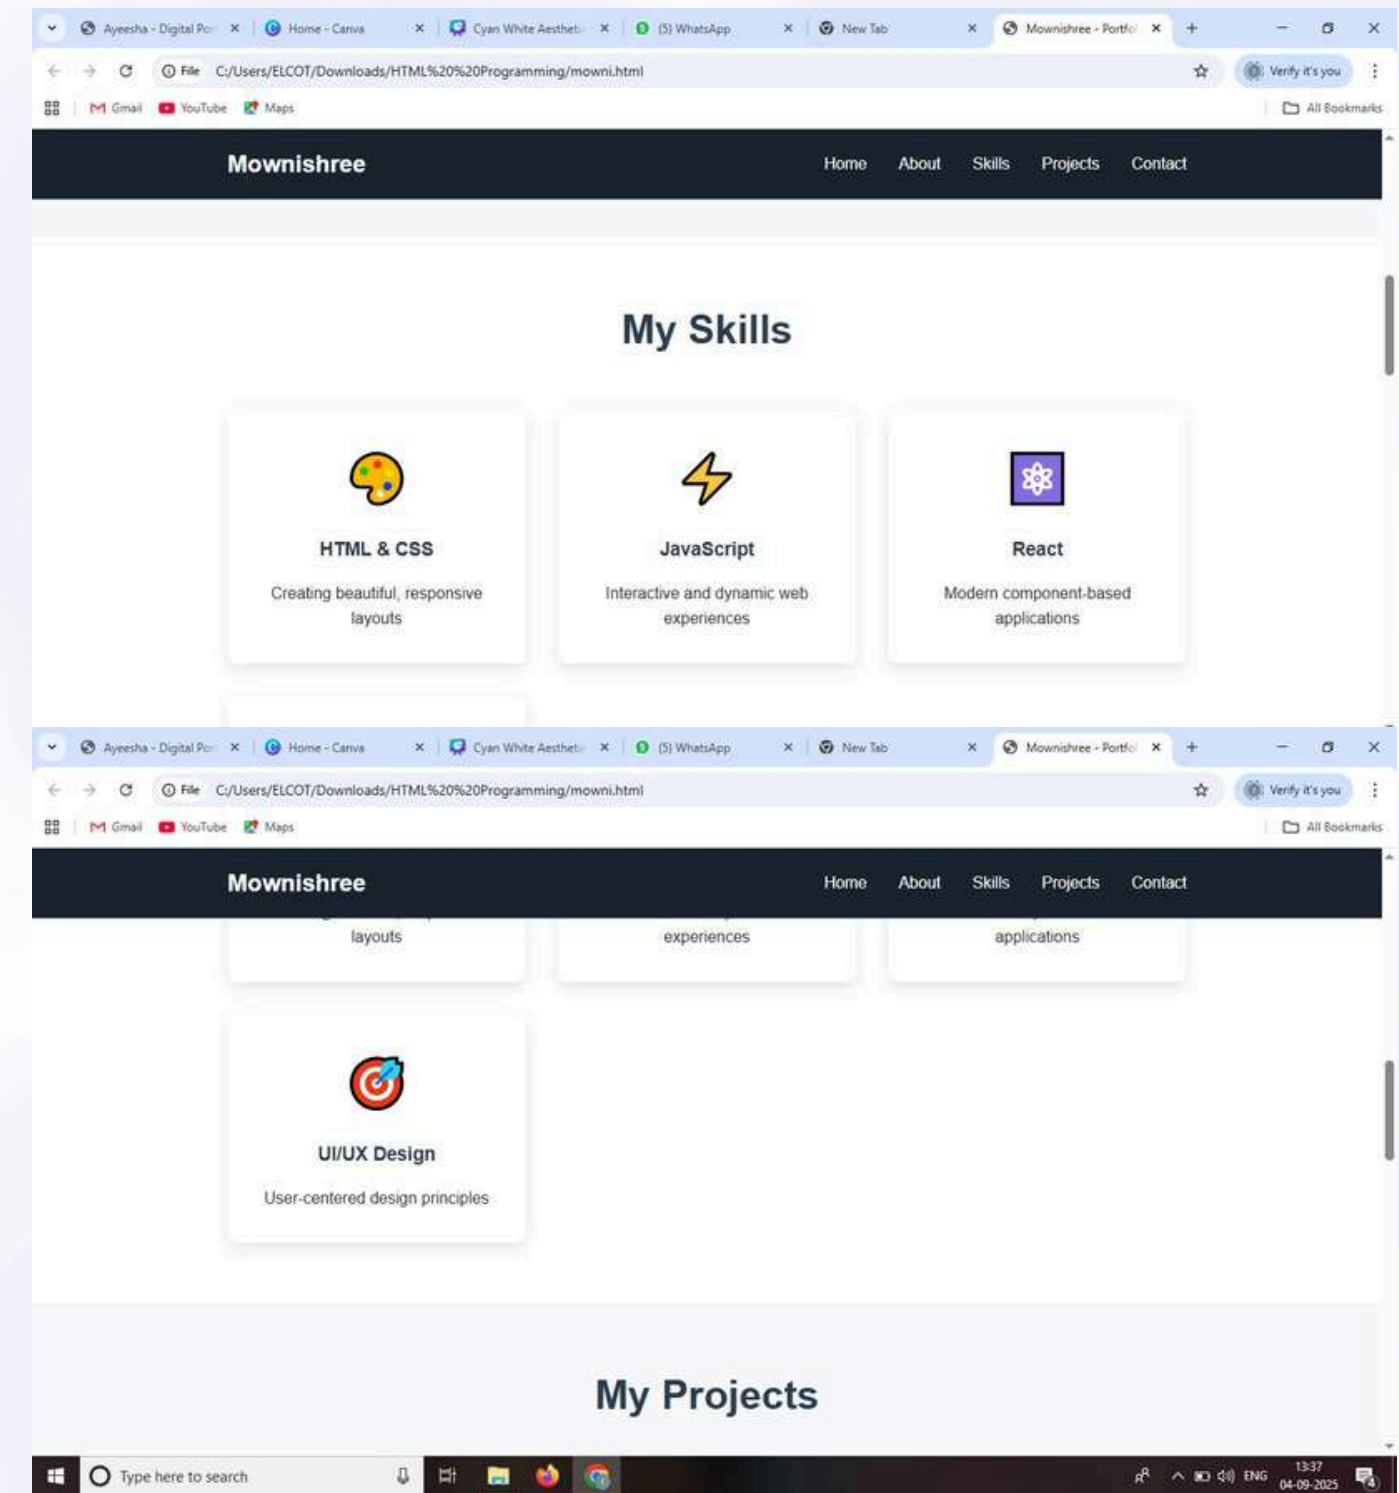 Ayeesha - Digital Por
Home - Canva
Cyan White Aestheti
(5) WhatsApp
New Tab
Mownishree - Portfol
File C:/Users/ELCOT/Downloads/HTML%20%20Programming/mowni.html
Verify it's you
Gmail YouTube Maps
All Bookmarks
Mownishree
Home About Skills Projects Contact
My Skills
HTML & CSS
Creating beautiful, responsive
layouts
JavaScript
Interactive and dynamic web
experiences
React
Modern component-based
applications
Ayeesha - Digital Por
Home - Canva
Cyan White Aestheti
(5) WhatsApp
New Tab
Mownishree - Portfol
File C:/Users/ELCOT/Downloads/HTML%20%20Programming/mowni.html
Verify it's you
Gmail YouTube Maps
All Bookmarks
Mownishree
Home About Skills Projects Contact
layouts
experiences
applications
UI/UX Design
User-centered design principles
My Projects
Type here to search
ENG
13:37
04-09-2025
4